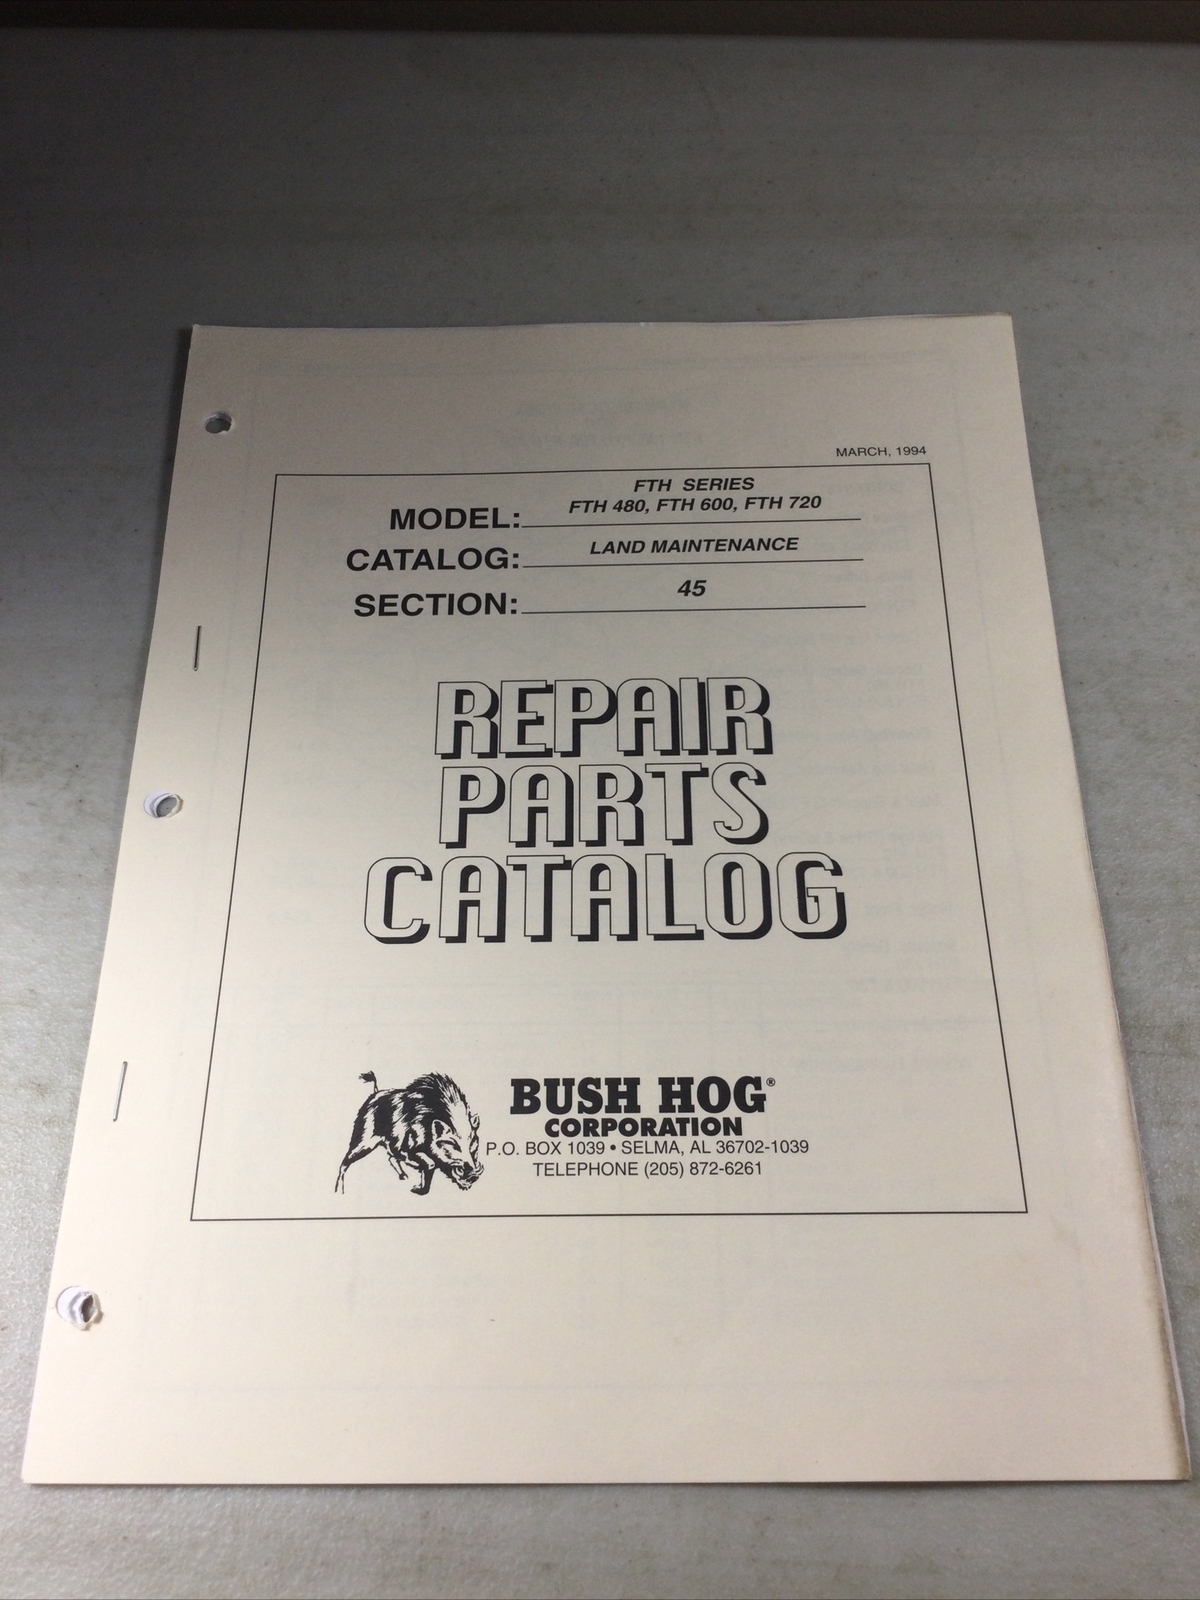 MARCH, 1994
FTH SERIES
MODEL: FTH 480, FTH 600, FTH 720
CATALOG: LAND MAINTENANCE
SECTION: 45
REPAIR
PARTS
CATALOG
BUSH HOG®
CORPORATION
P.O. BOX 1039 • SELMA, AL 36702-1039
TELEPHONE (205) 872-6261